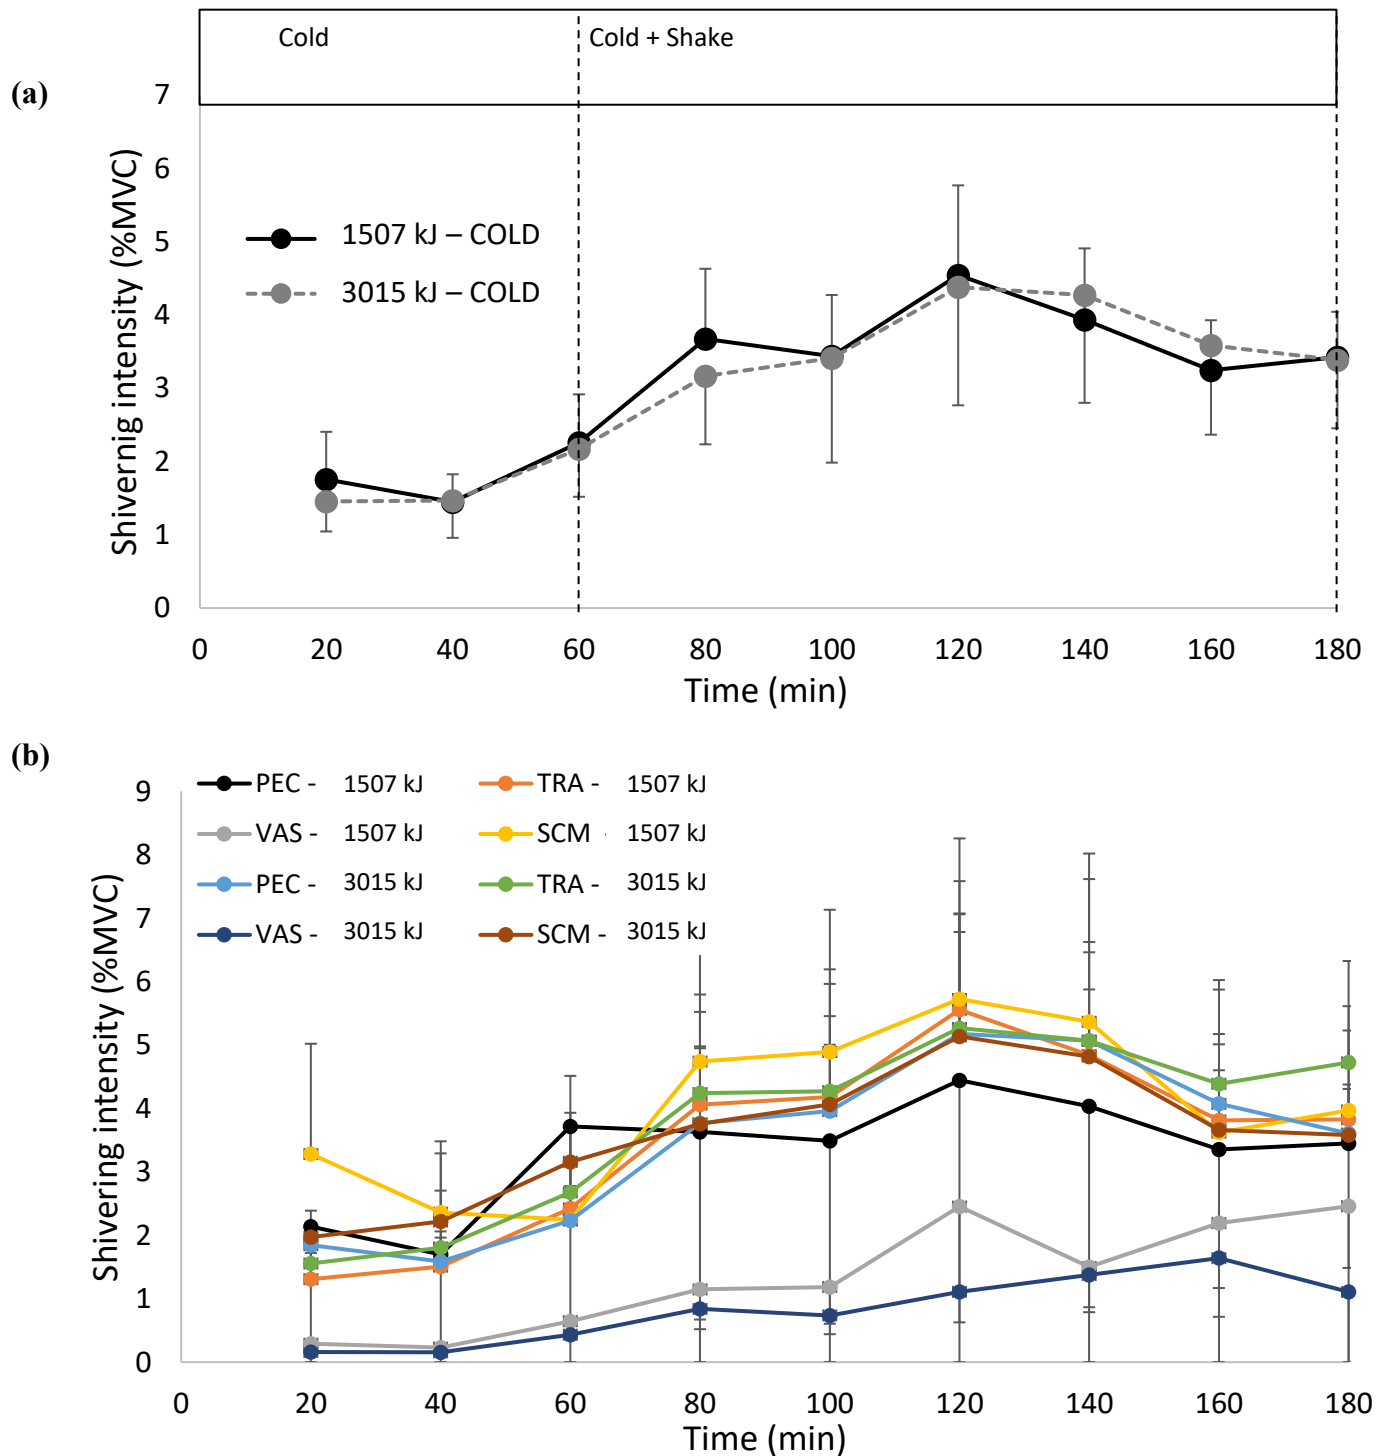 Cold
Cold + Shake
(a)
7
6
5
4
3
2
1
0
Shivernig intensity (%MVC)
1507 kJ – COLD
3015 kJ – COLD
0 20 40 60 80 100 120 140 160 180
Time (min)
(b)
9
8
7
6
5
4
3
2
1
0
Shivering intensity (%MVC)
PEC - 1507 kJ TRA - 1507 kJ
VAS - 1507 kJ SCM - 1507 kJ
PEC - 3015 kJ TRA - 3015 kJ
VAS - 3015 kJ SCM - 3015 kJ
0 20 40 60 80 100 120 140 160 180
Time (min)